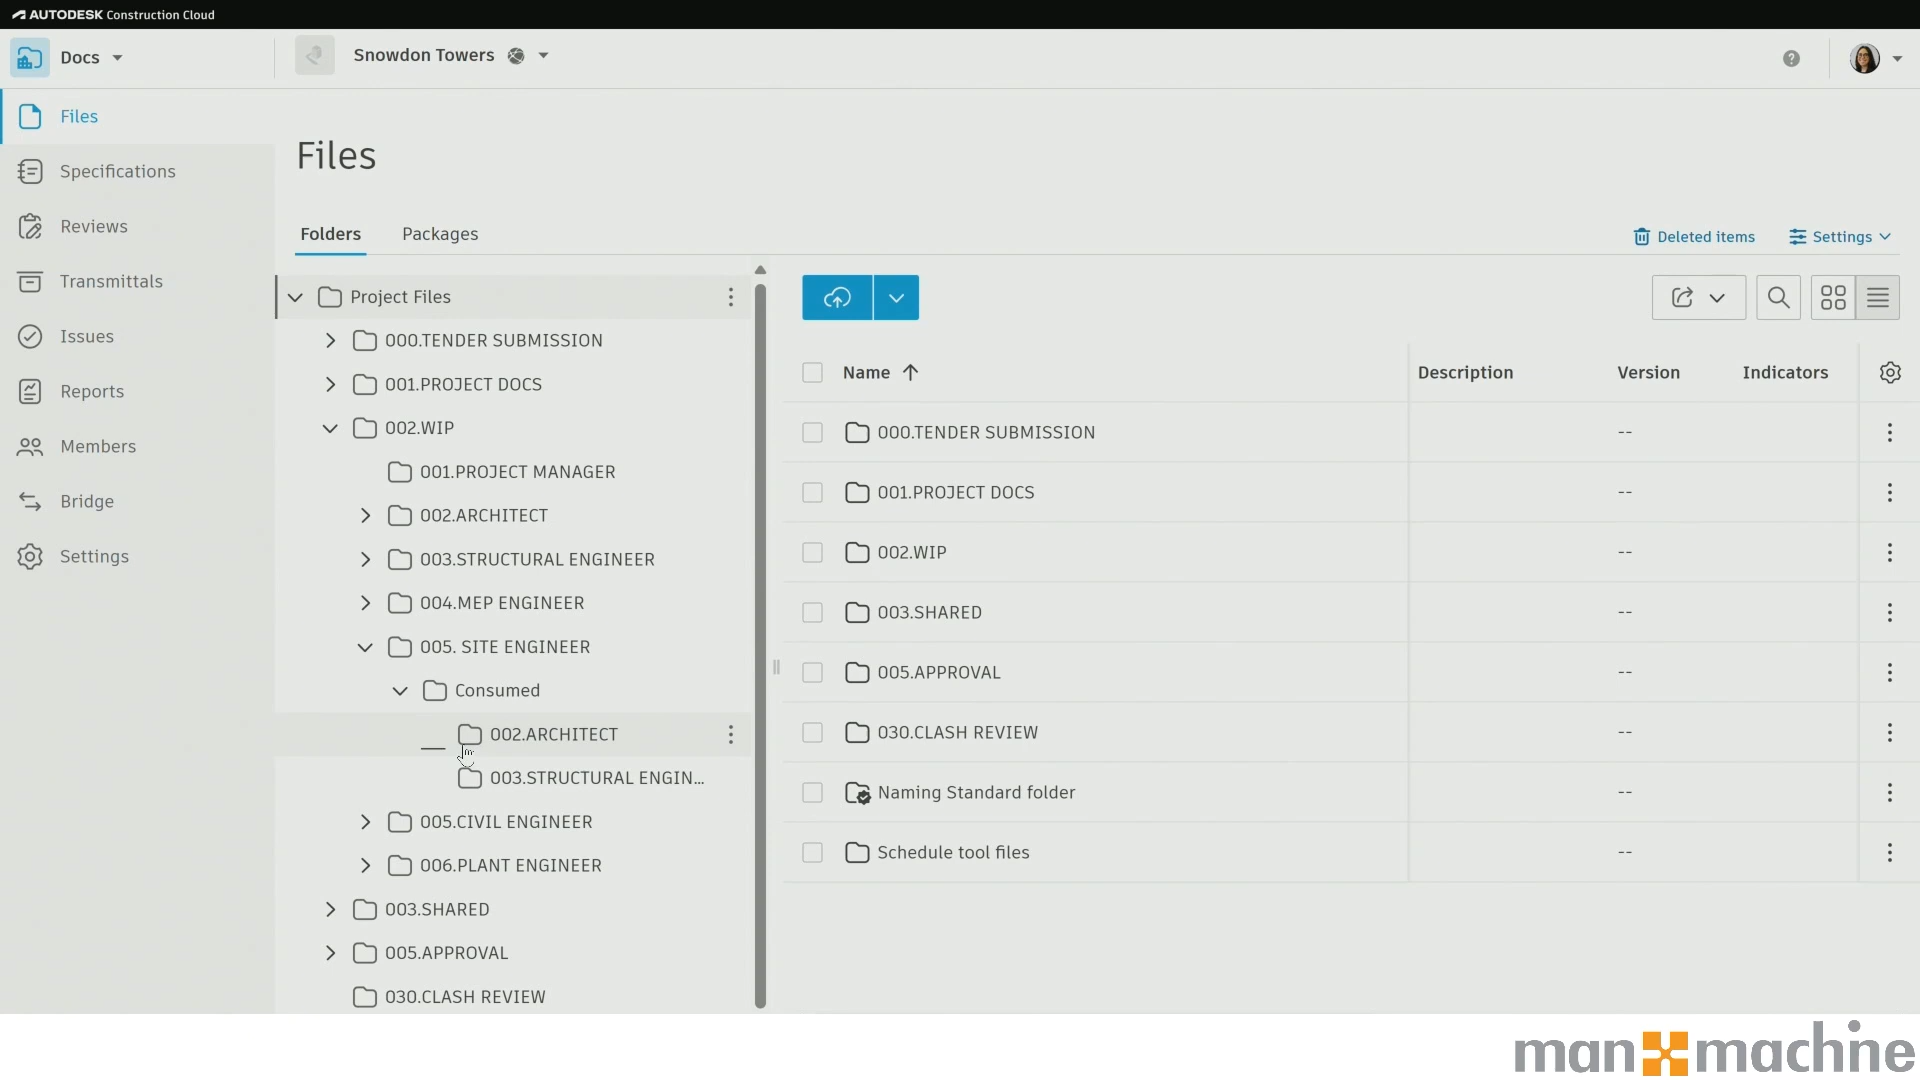 AUTODESK Construction Cloud
Docs
Snowdon Towers
Files
Specifications
Reviews
Transmittals
Issues
Reports
Members
Bridge
Settings
Files
Folders
Packages
Deleted items
Settings
Project Files
000.TENDER SUBMISSION
001.PROJECT DOCS
002.WIP
001.PROJECT MANAGER
002.ARCHITECT
003.STRUCTURAL ENGINEER
004.MEP ENGINEER
005. SITE ENGINEER
Consumed
002.ARCHITECT
003.STRUCTURAL ENGIN...
005.CIVIL ENGINEER
006.PLANT ENGINEER
003.SHARED
005.APPROVAL
030.CLASH REVIEW
Name Description Version Indicators
000.TENDER SUBMISSION --
001.PROJECT DOCS --
002.WIP --
003.SHARED --
005.APPROVAL --
030.CLASH REVIEW --
Naming Standard folder --
Schedule tool files --
man machine